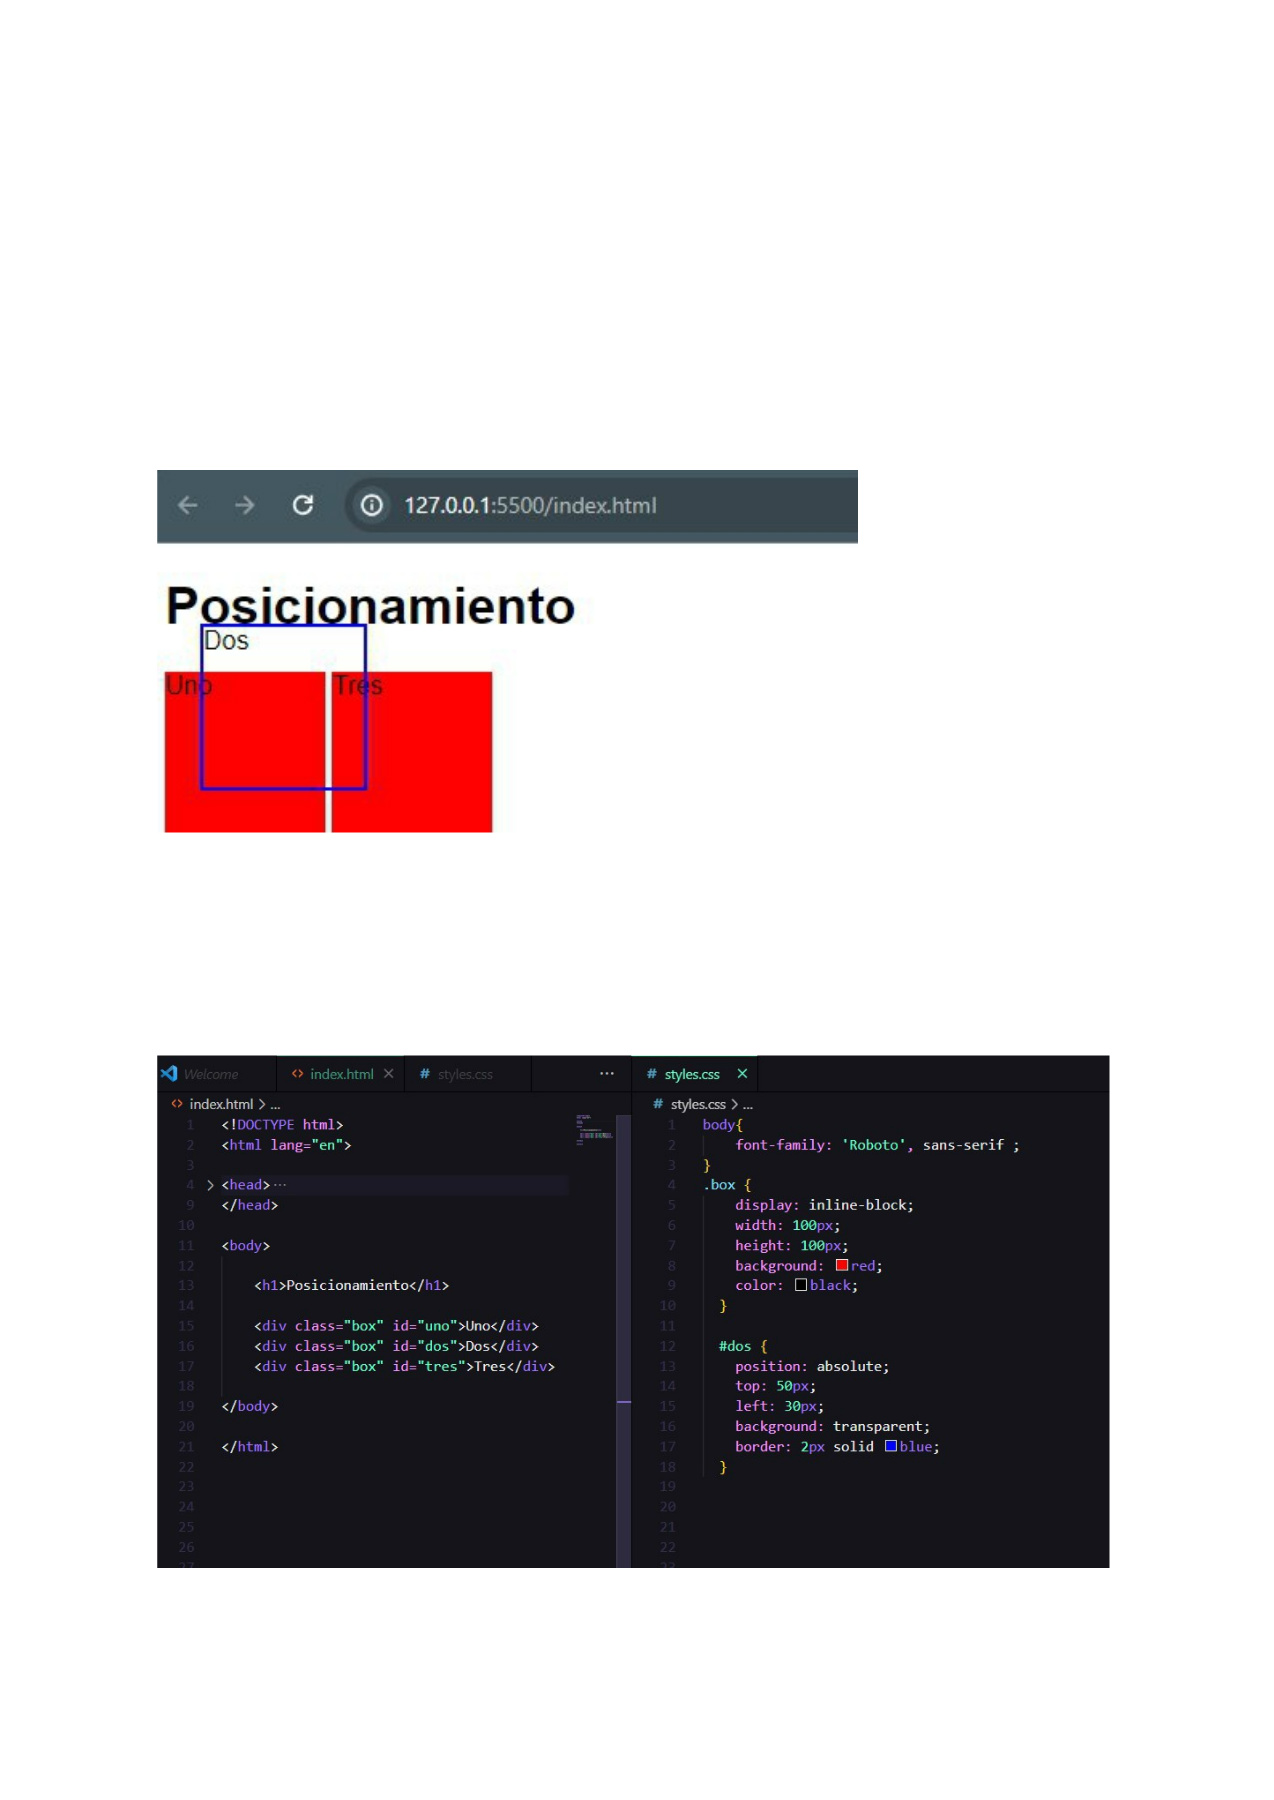 127.0.0.1:5500/index.html
Posicionamiento
Dos
Uno Tres
Welcome index.html styles.css ...
index.html > ...
1 <!DOCTYPE html>
2 <html lang="en">
3
4 > <head> ...
9 </head>
10
11 <body>
12
13 <h1>Posicionamiento</h1>
14
15 <div class="box" id="uno">Uno</div>
16 <div class="box" id="dos">Dos</div>
17 <div class="box" id="tres">Tres</div>
18
19 </body>
20
21 </html>
22
23
24
25
26
27
# styles.css
# styles.css > ...
1 body{
2 font-family: 'Roboto', sans-serif ;
3 }
4 .box {
5 display: inline-block;
6 width: 100px;
7 height: 100px;
8 background: red;
9 color: black;
10 }
11
12 #dos {
13 position: absolute;
14 top: 50px;
15 left: 30px;
16 background: transparent;
17 border: 2px solid blue;
18 }
19
20
21
22
23